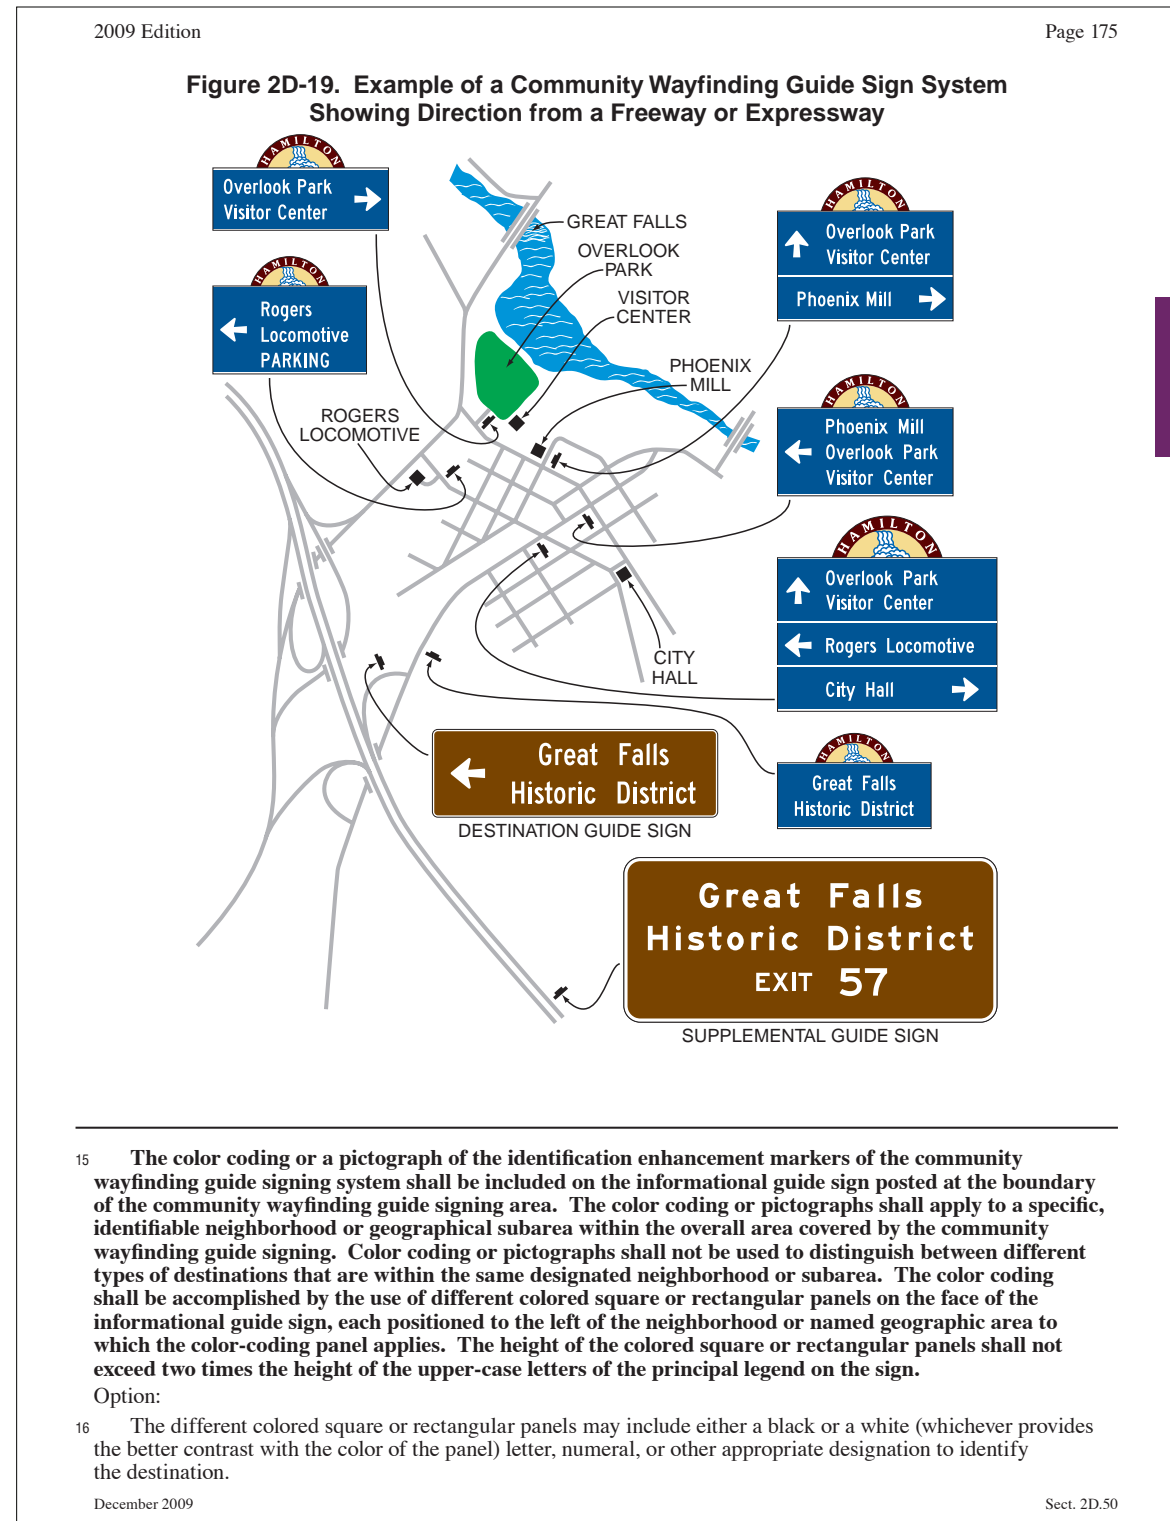 2009 Edition
Page 175
Figure 2D-19. Example of a Community Wayfinding Guide Sign System
Showing Direction from a Freeway or Expressway
HAMILTON
Overlook Park
Visitor Center
HAMILTON
Rogers
Locomotive
PARKING
GREAT FALLS
OVERLOOK
PARK
VISITOR
CENTER
PHOENIX
MILL
ROGERS
LOCOMOTIVE
CITY
HALL
HAMILTON
Overlook Park
Visitor Center
Phoenix Mill
HAMILTON
Phoenix Mill
Overlook Park
Visitor Center
HAMILTON
Overlook Park
Visitor Center
Rogers Locomotive
City Hall
HAMILTON
Great Falls
Historic District
Great Falls
Historic District
DESTINATION GUIDE SIGN
Great Falls
Historic District
EXIT 57
SUPPLEMENTAL GUIDE SIGN
15 The color coding or a pictograph of the identification enhancement markers of the community
wayfinding guide signing system shall be included on the informational guide sign posted at the boundary
of the community wayfinding guide signing area. The color coding or pictographs shall apply to a specific,
identifiable neighborhood or geographical subarea within the overall area covered by the community
wayfinding guide signing. Color coding or pictographs shall not be used to distinguish between different
types of destinations that are within the same designated neighborhood or subarea. The color coding
shall be accomplished by the use of different colored square or rectangular panels on the face of the
informational guide sign, each positioned to the left of the neighborhood or named geographic area to
which the color-coding panel applies. The height of the colored square or rectangular panels shall not
exceed two times the height of the upper-case letters of the principal legend on the sign.
Option:
16 The different colored square or rectangular panels may include either a black or a white (whichever provides
the better contrast with the color of the panel) letter, numeral, or other appropriate designation to identify
the destination.
December 2009
Sect. 2D.50